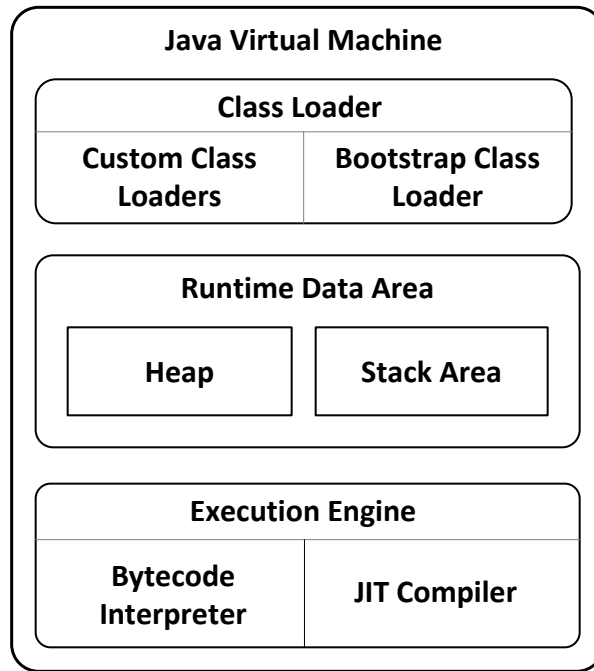 Java Virtual Machine
Class Loader
Custom Class
Loaders
Bootstrap Class
Loader
Runtime Data Area
Heap
Stack Area
Execution Engine
Bytecode
Interpreter
JIT Compiler